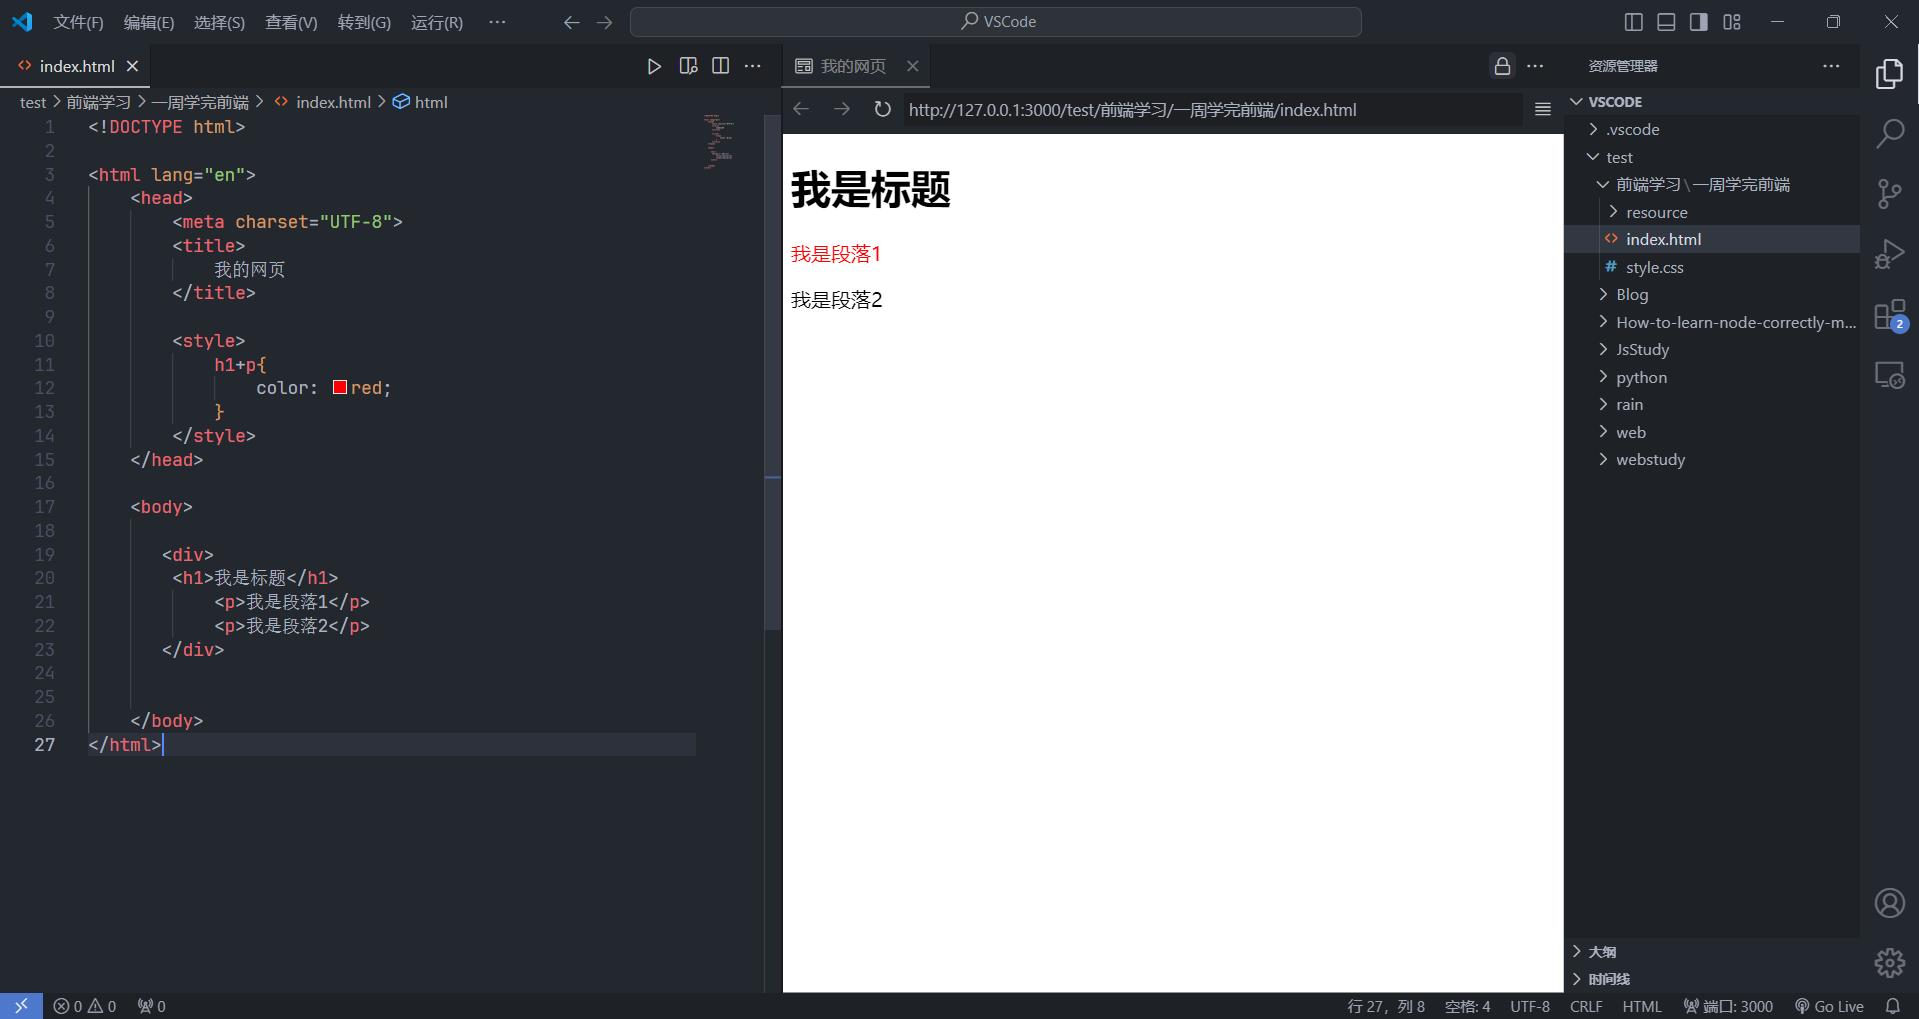 文件(F) 编辑(E) 选择(S) 查看(V) 转到(G) 运行(R) ··· VSCode
index.html
我的网页
资源管理器
test > 前端学习 > 一周学完前端 > index.html > html
http://127.0.0.1:3000/test/前端学习/一周学完前端/index.html
1 <!DOCTYPE html>
2
3 <html lang="en">
4 <head>
5 <meta charset="UTF-8">
6 <title>
7 我的网页
8 </title>
9
10 <style>
11 h1+p{
12 color: red;
13 }
14 </style>
15 </head>
16
17 <body>
18
19 <div>
20 <h1>我是标题</h1>
21 <p>我是段落1</p>
22 <p>我是段落2</p>
23 </div>
24
25
26 </body>
27 </html>
我是标题
我是段落1
我是段落2
VSCODE
.vscode
test
前端学习\一周学完前端
resource
index.html
# style.css
Blog
How-to-learn-node-correctly-m...
JsStudy
python
rain
web
webstudy
2
大纲
时间线
0 0 0
行 27，列 8 空格: 4 UTF-8 CRLF HTML 端口: 3000 Go Live